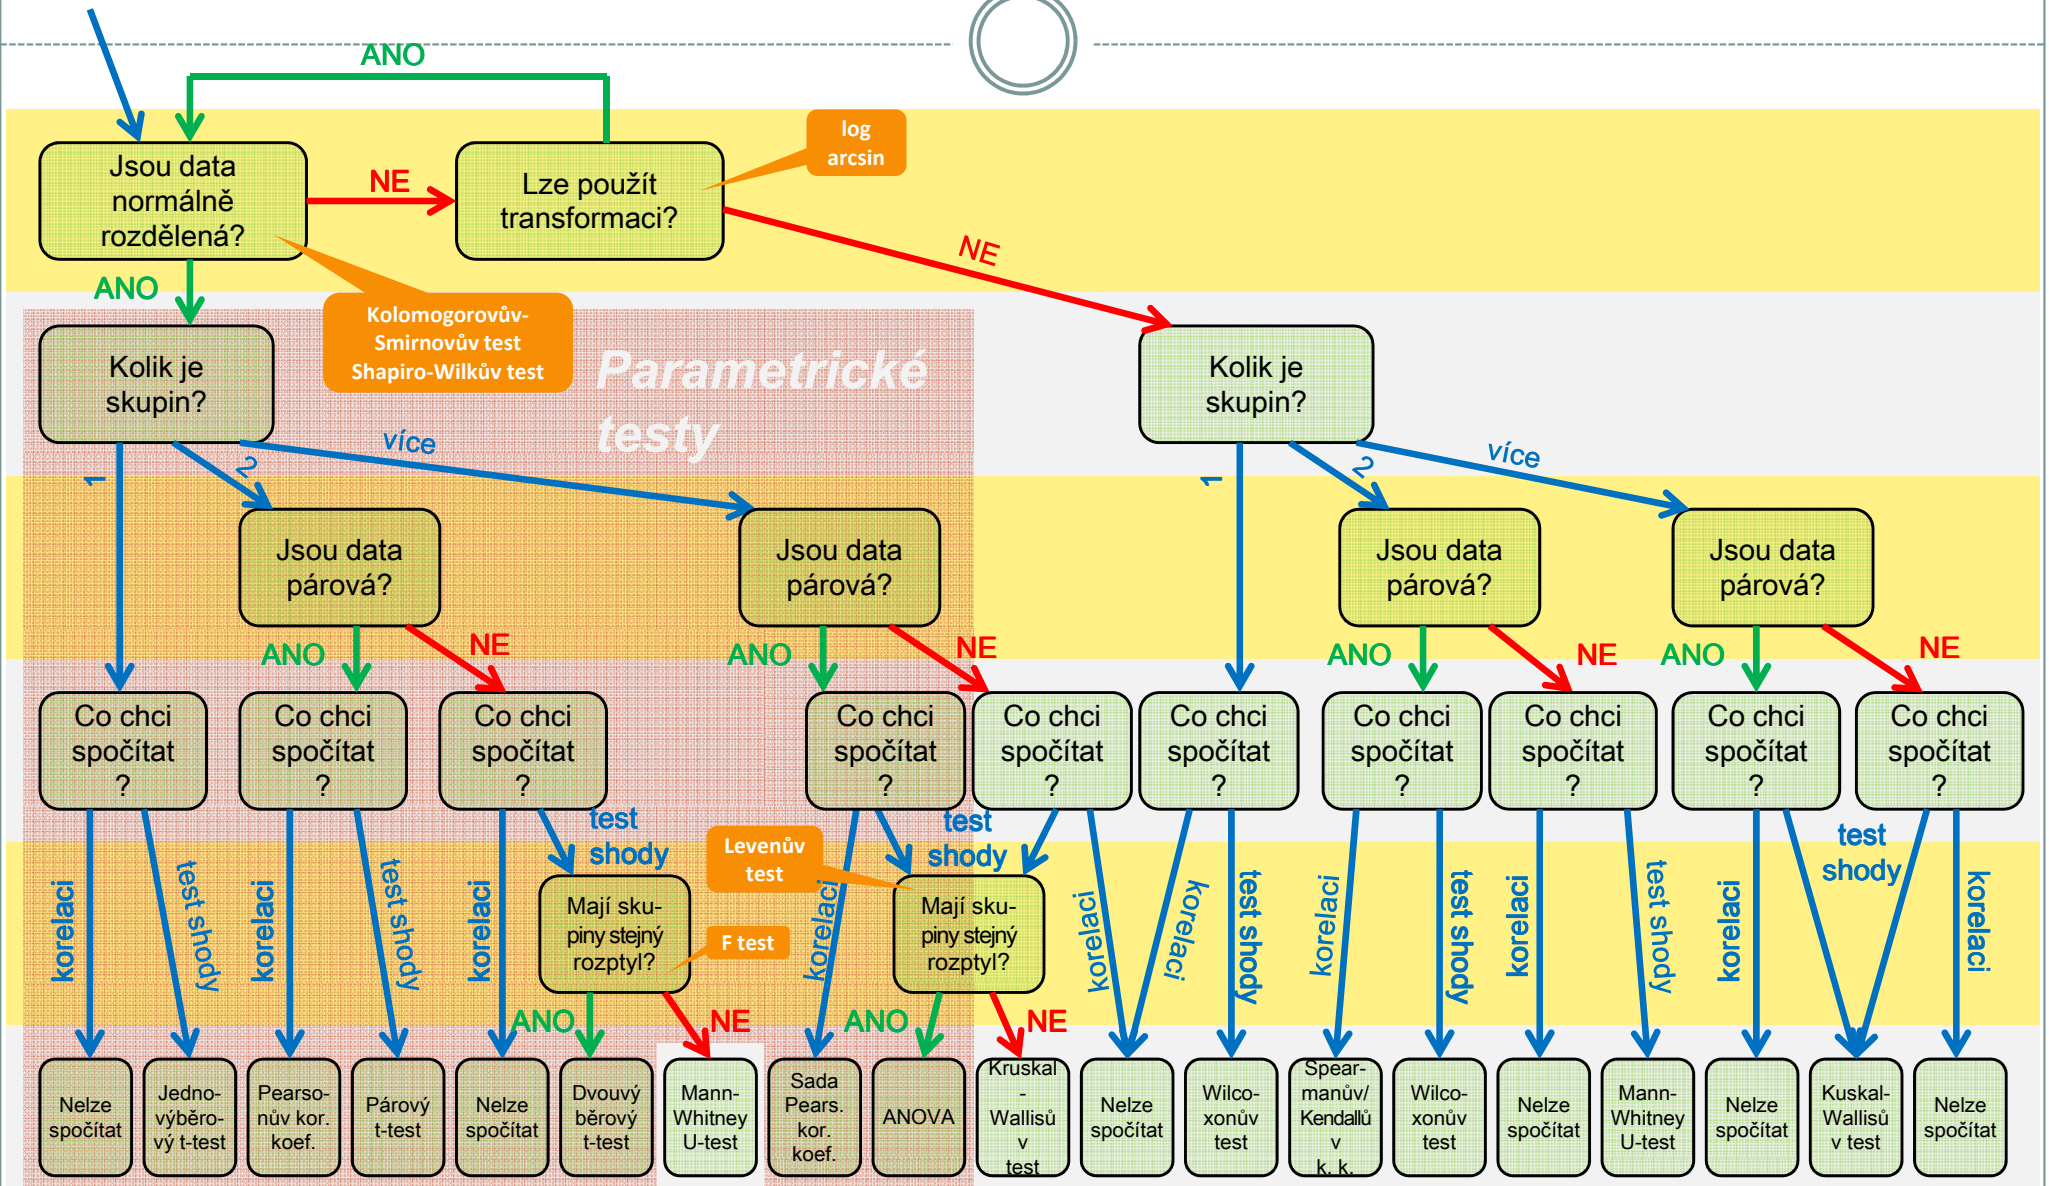 ANO
log
arcsin
Jsou data
normálně
rozdělená?
NE
Lze použít
transformaci?
NE
ANO
Kolomogorovův-
Smirnovův test
Shapiro-Wilkův test
Parametrické
testy
Kolik je
skupin?
Kolik je
skupin?
1
2
více
1
2
více
Jsou data
párová?
Jsou data
párová?
Jsou data
párová?
Jsou data
párová?
ANO
NE
ANO
NE
ANO
NE
ANO
NE
Co chci
spočítat
?
Co chci
spočítat
?
Co chci
spočítat
?
Co chci
spočítat
?
Co chci
spočítat
?
Co chci
spočítat
?
Co chci
spočítat
?
Co chci
spočítat
?
Co chci
spočítat
?
Co chci
spočítat
?
korelaci
test shody
korelaci
test shody
korelaci
test
shody
Levenův
test
korelaci
test
shody
korelaci
korelaci
test shody
korelaci
test shody
korelaci
test shody
korelaci
test
shody
korelaci
Mají sku-
piny stejný
rozptyl?
F test
Mají sku-
piny stejný
rozptyl?
ANO
NE
ANO
NE
Nelze
spočítat
Jedno-
výběro-
vý t-test
Pearso-
nův kor.
koef.
Párový
t-test
Nelze
spočítat
Dvouvý
běrový
t-test
Mann-
Whitney
U-test
Sada
Pears.
kor.
koef.
ANOVA
Kruskal
-
Wallisů
v
test
Nelze
spočítat
Wilco-
xonův
test
Spear-
manův/
Kendallů
v
k. k.
Wilco-
xonův
test
Nelze
spočítat
Mann-
Whitney
U-test
Nelze
spočítat
Kuskal-
Wallisů
v test
Nelze
spočítat